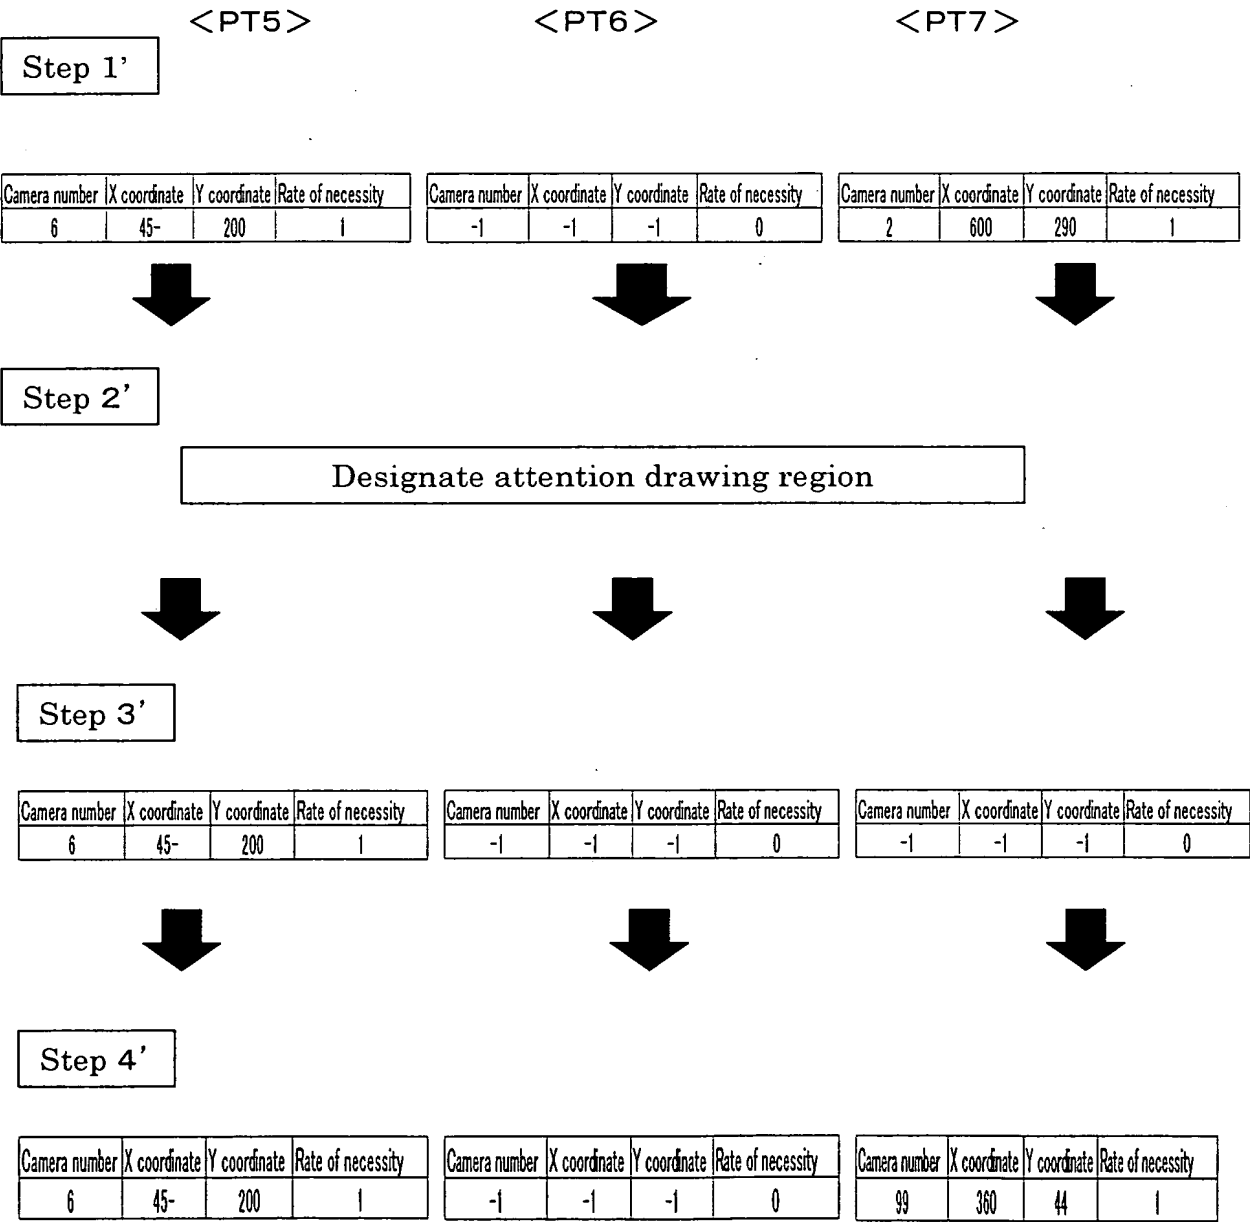 <PT5> <PT6> <PT7>
Step 1'
Camera number X coordinate Y coordinate Rate of necessity Camera number X coordinate Y coordinate Rate of necessity Camera number X coordinate Y coordinate Rate of necessity
6 45- 200 1 -1 -1 -1 0 2 600 290 1
Step 2'
Designate attention drawing region
Step 3'
Camera number X coordinate Y coordinate Rate of necessity Camera number X coordinate Y coordinate Rate of necessity Camera number X coordinate Y coordinate Rate of necessity
6 45- 200 1 -1 -1 -1 0 -1 -1 -1 0
Step 4'
Camera number X coordinate Y coordinate Rate of necessity Camera number X coordinate Y coordinate Rate of necessity Camera number X coordinate Y coordinate Rate of necessity
6 45- 200 1 -1 -1 -1 0 99 360 44 1